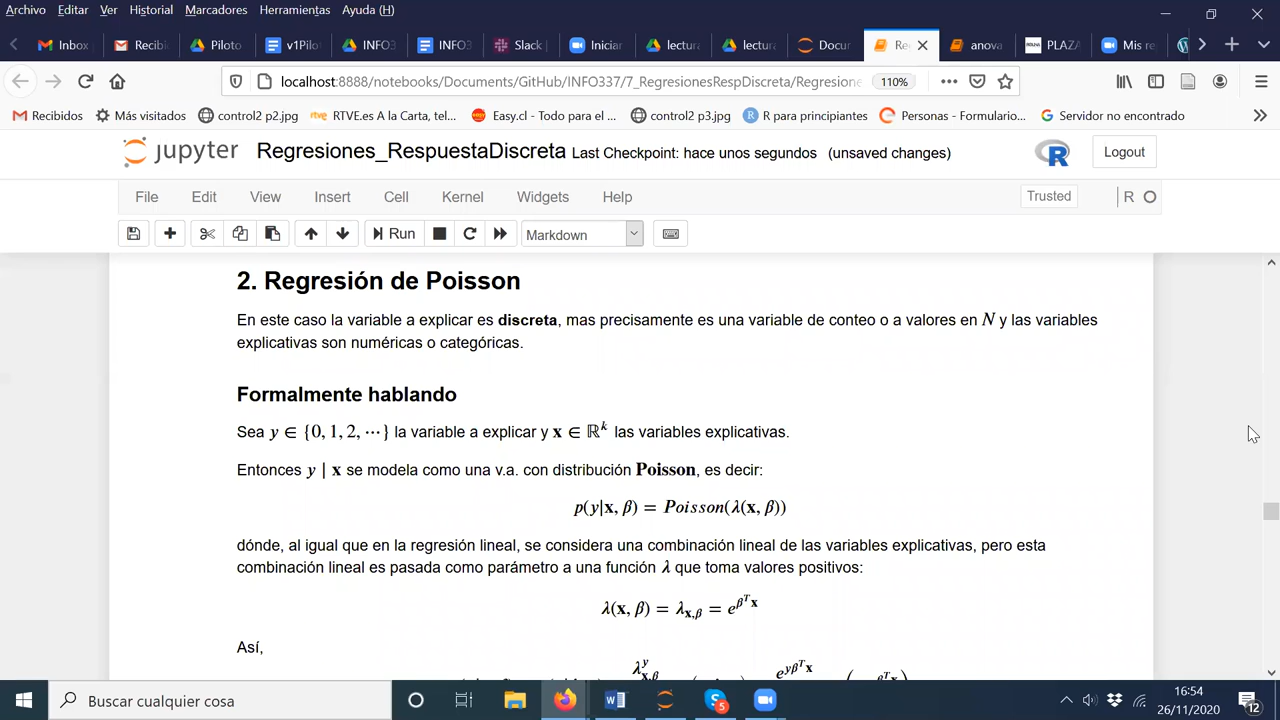 Archivo Editar Ver Historial Marcadores Herramientas Ayuda (H)
Inbox Recibi Piloto v1Pilo INFO3 INFO3 Slack Iniciar lectura lectura Docur Re anova PLAZA Mis re
localhost:8888/notebooks/Documents/GitHub/INFO337/7_RegresionesRespDiscreta/Regresione 110%
Recibidos Más visitados control2 p2.jpg RTVE.es A la Carta, tel... Easy.cl - Todo para el ... control2 p3.jpg R para principiantes Personas - Formulario... Servidor no encontrado
jupyter Regresiones_RespuestaDiscreta Last Checkpoint: hace unos segundos (unsaved changes) R Logout
File Edit View Insert Cell Kernel Widgets Help Trusted R
Run Markdown
2. Regresión de Poisson
En este caso la variable a explicar es discreta, mas precisamente es una variable de conteo o a valores en N y las variables
explicativas son numéricas o categóricas.
Formalmente hablando
Sea y ∈ {0, 1, 2, ⋯} la variable a explicar y x ∈ ℝ^k las variables explicativas.
Entonces y | x se modela como una v.a. con distribución Poisson, es decir:
p(y|x, β) = Poisson(λ(x, β))
dónde, al igual que en la regresión lineal, se considera una combinación lineal de las variables explicativas, pero esta
combinación lineal es pasada como parámetro a una función λ que toma valores positivos:
λ(x, β) = λ_{x,β} = e^{β^T x}
Así,
λ^y_{x,β} e^{yβ^T x}
Buscar cualquier cosa
16:54
26/11/2020
5
12